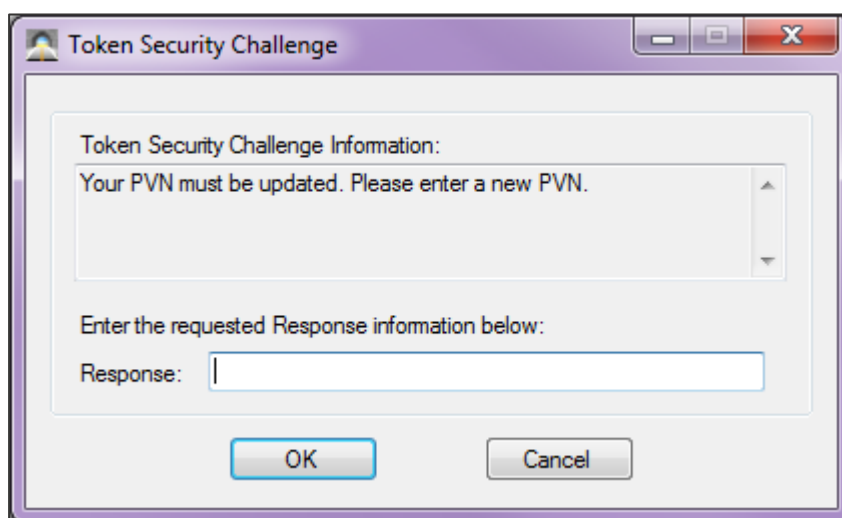 Token Security Challenge
Token Security Challenge Information:
Your PVN must be updated. Please enter a new PVN.
Enter the requested Response information below:
Response:
OK Cancel